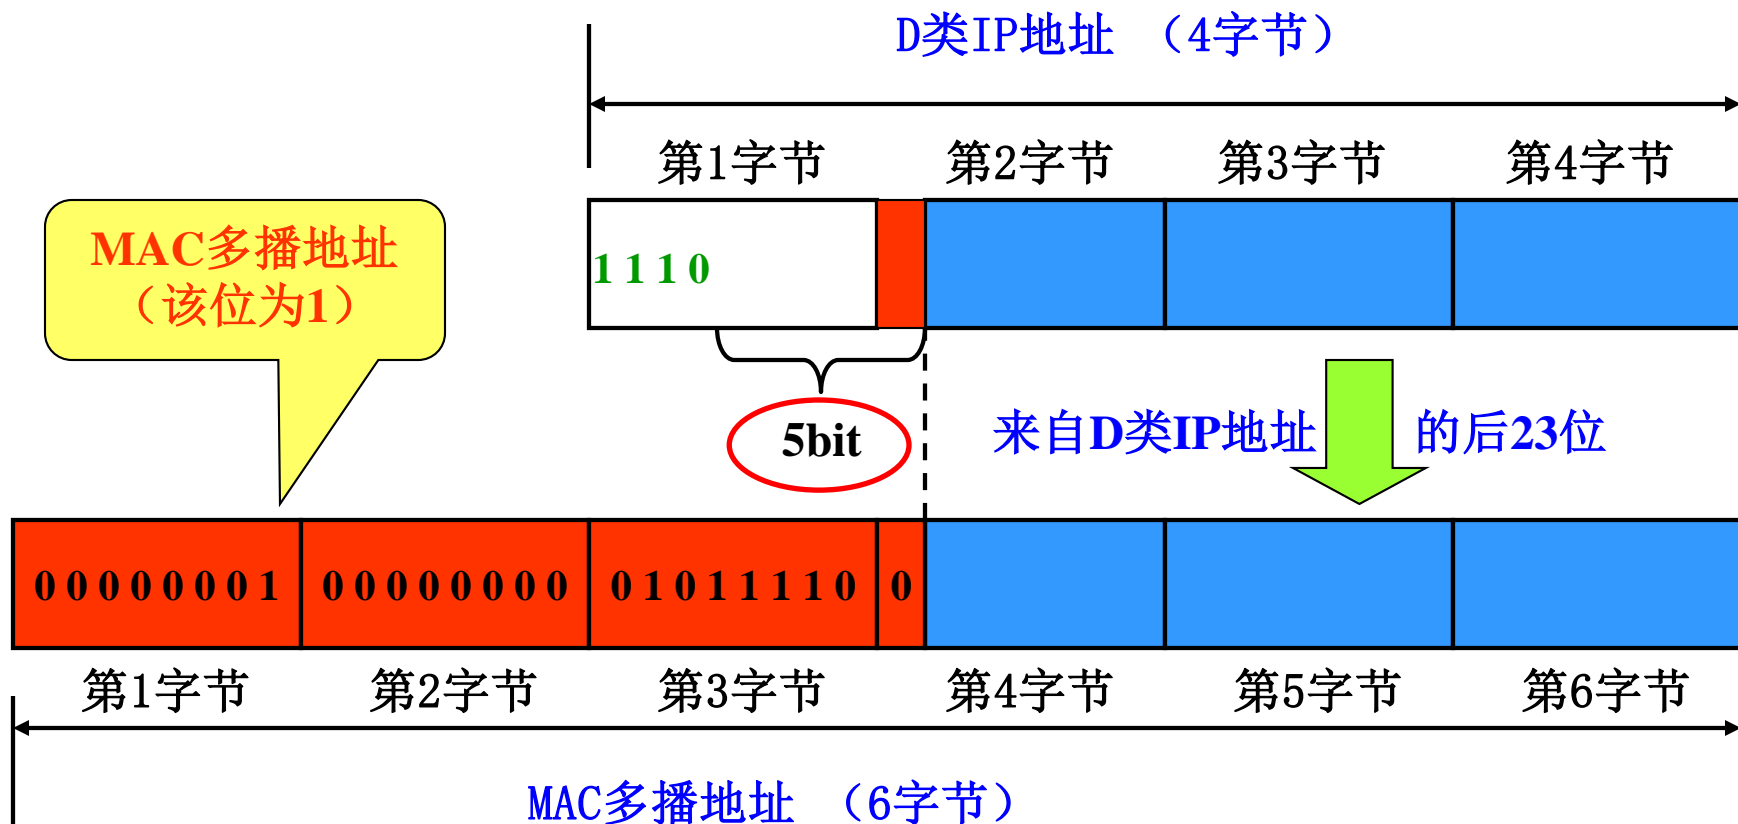 D类IP地址 （4字节）
第1字节 第2字节 第3字节 第4字节
MAC多播地址
（该位为1）
1 1 1 0
5bit
来自D类IP地址 的后23位
0 0 0 0 0 0 0 1 0 0 0 0 0 0 0 0 0 1 0 1 1 1 1 0 0
第1字节 第2字节 第3字节 第4字节 第5字节 第6字节
MAC多播地址 （6字节）